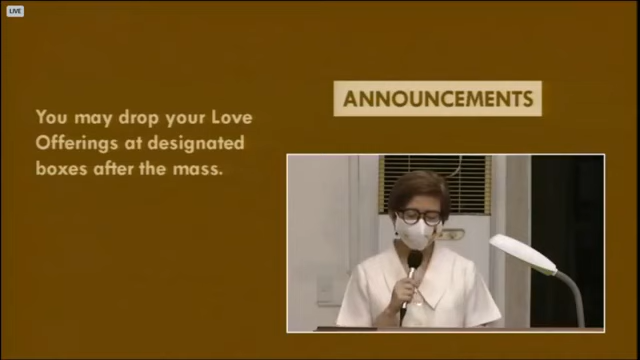 LIVE
You may drop your Love
Offerings at designated
boxes after the mass.
ANNOUNCEMENTS